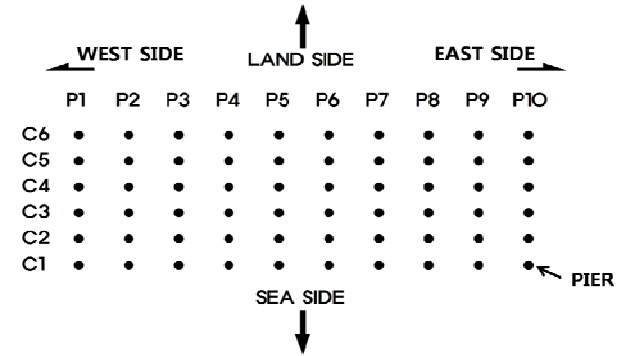 WEST SIDE
LAND SIDE
EAST SIDE
P1 P2 P3 P4 P5 P6 P7 P8 P9 P10
C6
C5
C4
C3
C2
C1
PIER
SEA SIDE